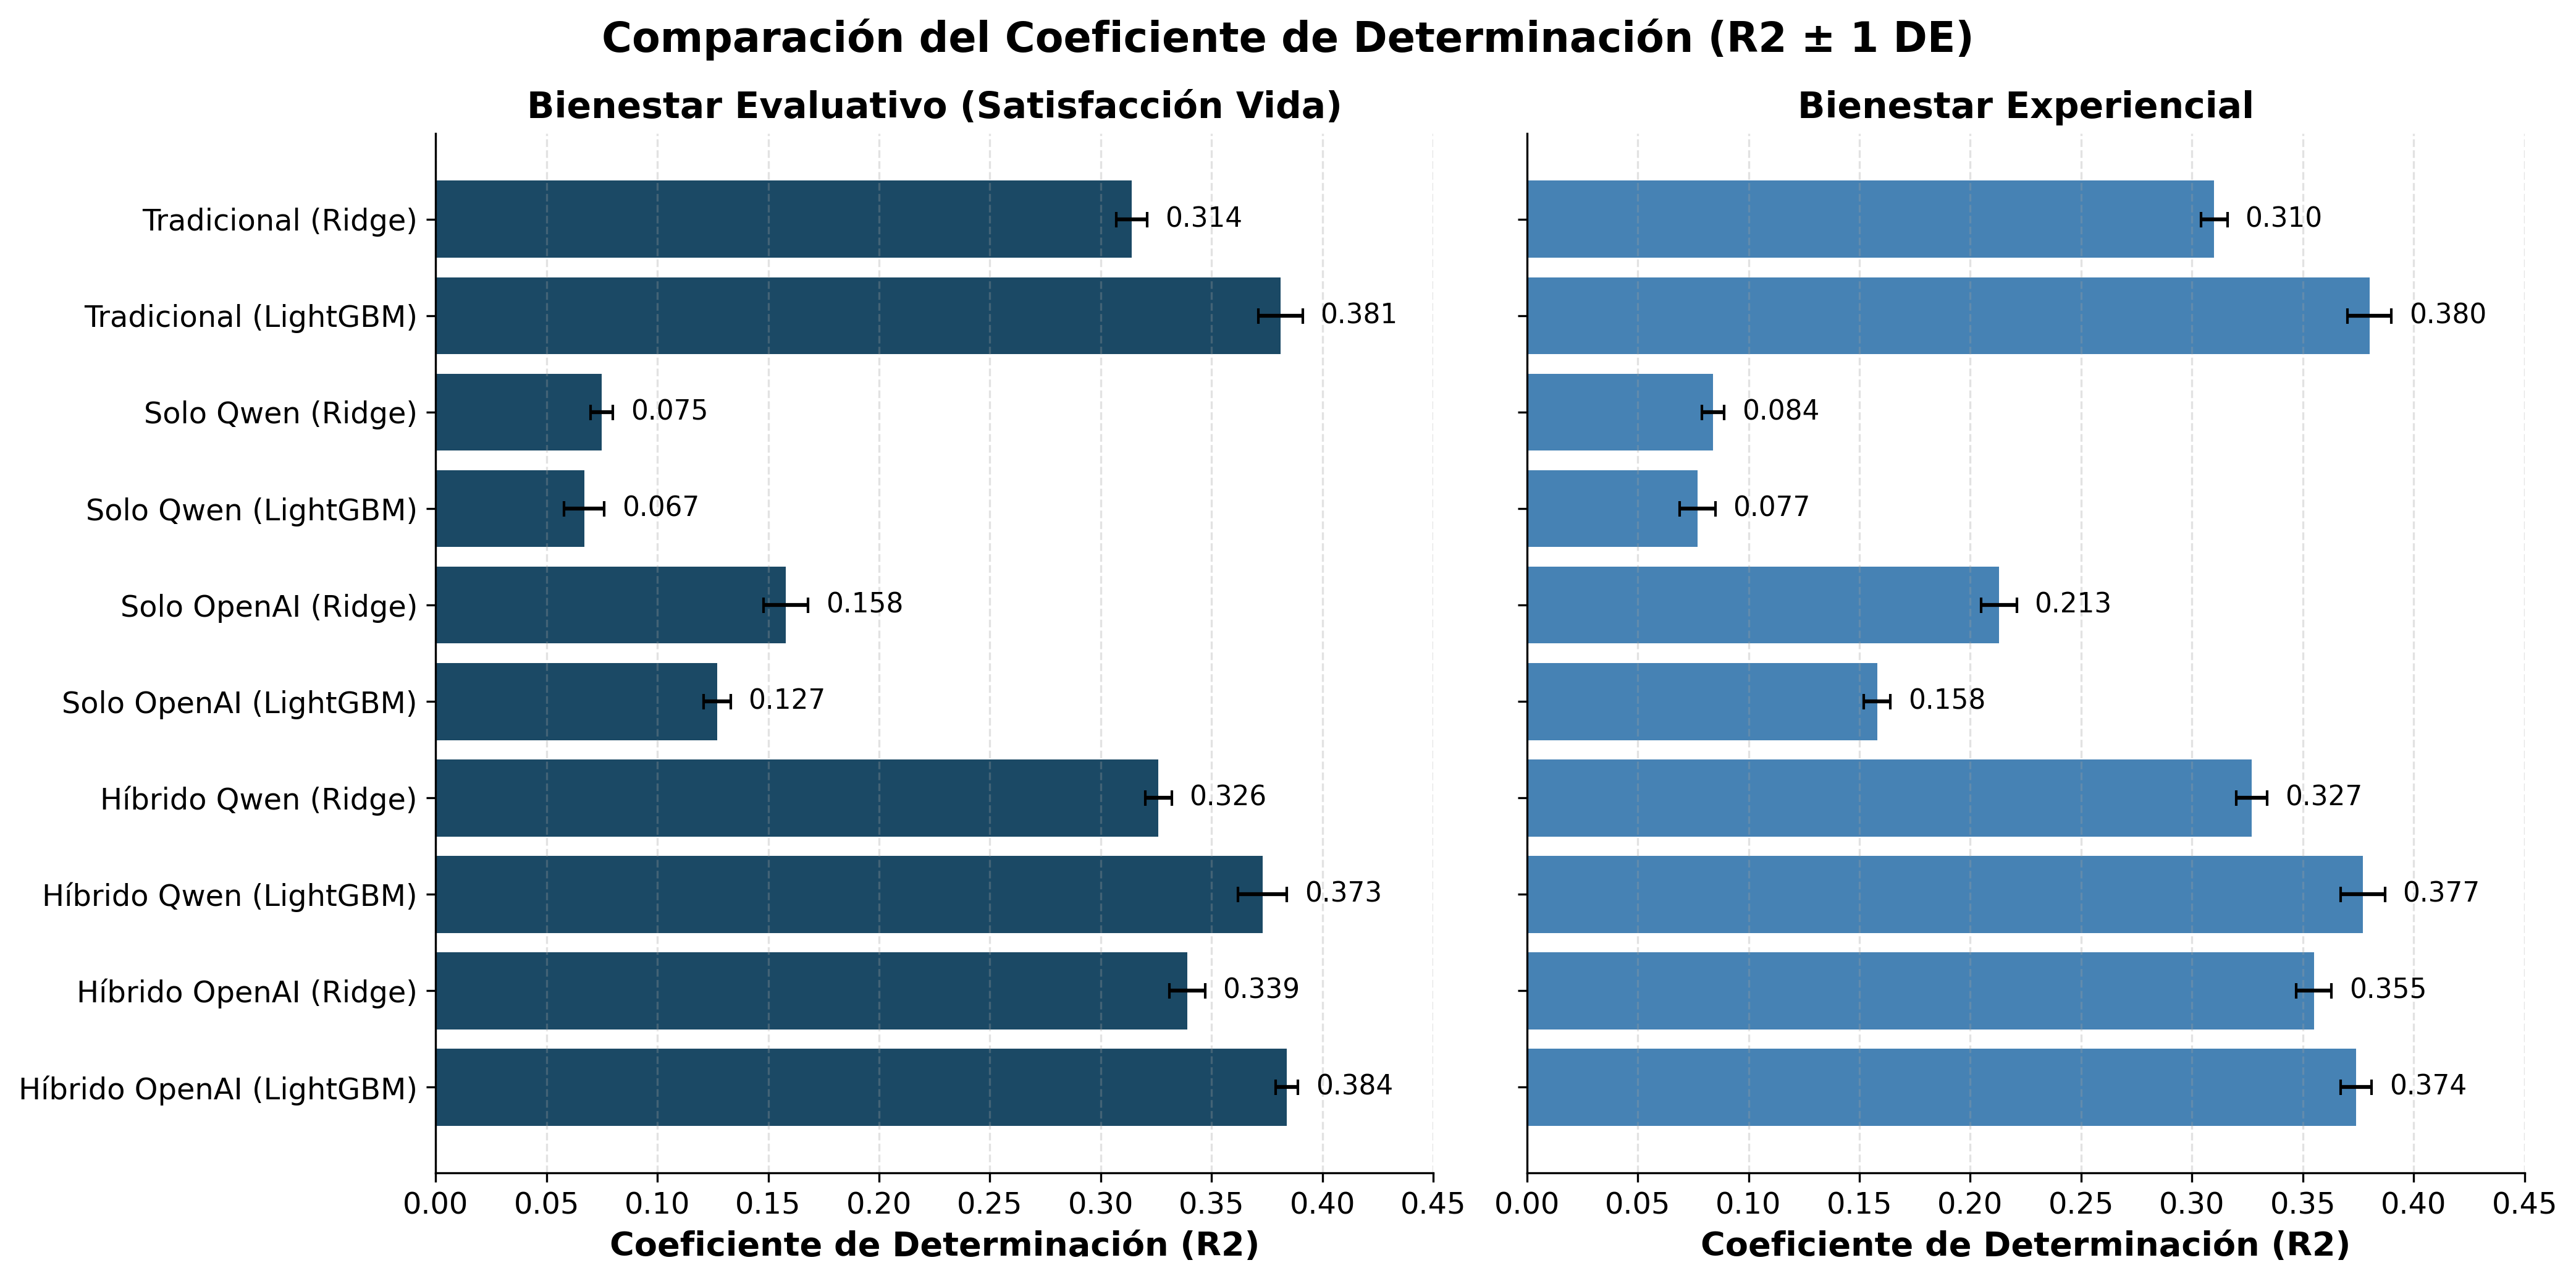 Comparación del Coeficiente de Determinación (R2 ± 1 DE)
Bienestar Evaluativo (Satisfacción Vida)
Tradicional (Ridge)
0.314
Tradicional (LightGBM)
0.381
Solo Qwen (Ridge)
0.075
Solo Qwen (LightGBM)
0.067
Solo OpenAI (Ridge)
0.158
Solo OpenAI (LightGBM)
0.127
Híbrido Qwen (Ridge)
0.326
Híbrido Qwen (LightGBM)
0.373
Híbrido OpenAI (Ridge)
0.339
Híbrido OpenAI (LightGBM)
0.384
0.00 0.05 0.10 0.15 0.20 0.25 0.30 0.35 0.40 0.45
Coeficiente de Determinación (R2)
Bienestar Experiencial
0.310
0.380
0.084
0.077
0.213
0.158
0.327
0.377
0.355
0.374
0.00 0.05 0.10 0.15 0.20 0.25 0.30 0.35 0.40 0.45
Coeficiente de Determinación (R2)